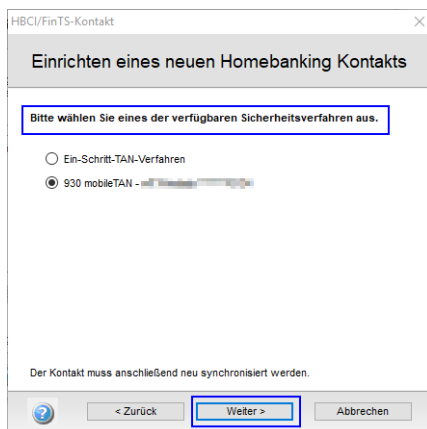 HBCI/FinTS-Kontakt
Einrichten eines neuen Homebanking Kontakts
Bitte wählen Sie eines der verfügbaren Sicherheitsverfahren aus.
Ein-Schritt-TAN-Verfahren
930 mobileTAN -
Der Kontakt muss anschließend neu synchronisiert werden.
< Zurück
Weiter >
Abbrechen